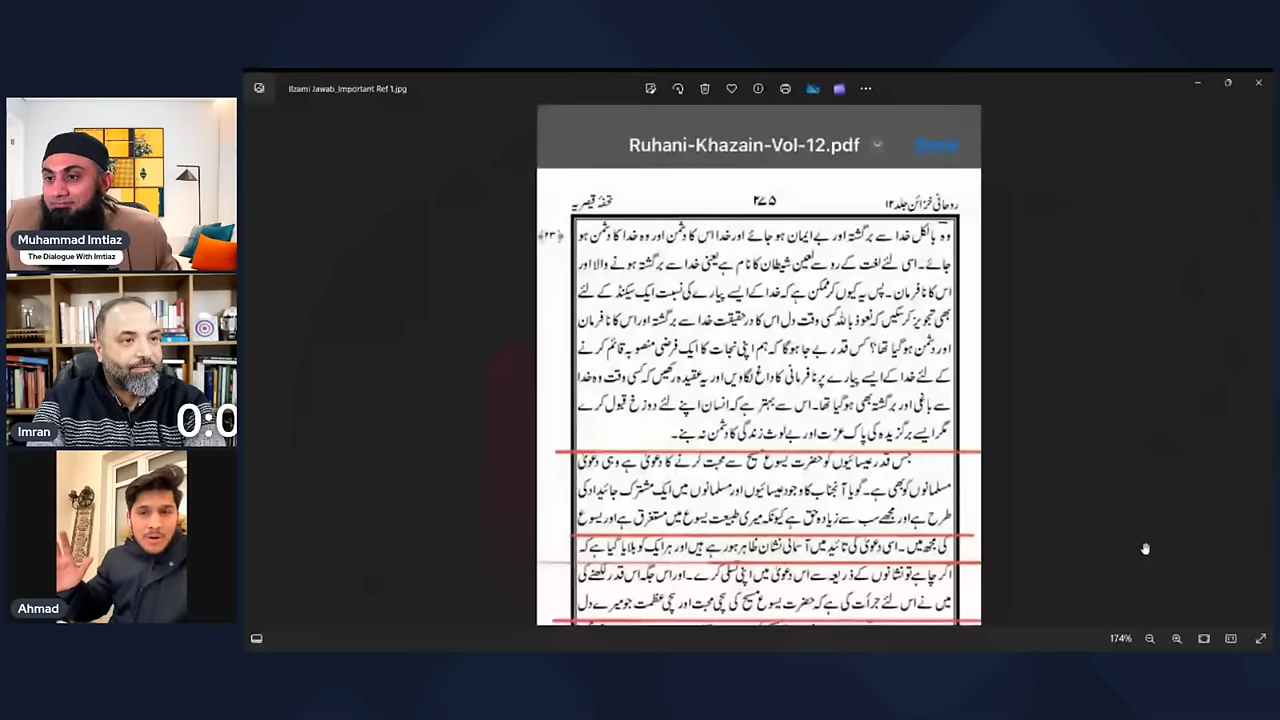 Ilzami Jawab_Important Ref 1.jpg
Ruhani-Khazain-Vol-12.pdf
Done
روحانی خزائن جلد ۱۲
۲۷۵
تحفۂ قیصریہ
﴿۲۳﴾
وہ بالکل خدا سے برگشتہ اور بے ایمان ہو جائے اور خدا اس کا دشمن اور وہ خدا کا دشمن ہو
جائے۔ اسی لئے لغت کے رو سے لعین شیطان کا نام ہے یعنی خدا سے برگشتہ ہونے والا اور
اس کا نافرمان۔ پس یہ کیوں کر ممکن ہے کہ خدا کے ایسے پیارے کی نسبت ایک سیکنڈ کے لئے
بھی تجویز کر سکیں کہ نعوذ باللہ کسی وقت دل اس کا درحقیقت خدا سے برگشتہ اور اس کا نافرمان
اور دشمن ہو گیا تھا؟ کس قدر بے جا ہوگا کہ ہم اپنی نجات کا ایک فرضی منصوبہ قائم کرنے
کے لئے خدا کے ایسے پیارے پر نافرمانی کا داغ لگاویں اور یہ عقیدہ رکھیں کہ کسی وقت وہ خدا
سے باغی اور برگشتہ بھی ہو گیا تھا۔ اس سے بہتر ہے کہ انسان اپنے لئے دوزخ قبول کرے
مگر ایسے برگزیدہ کی پاک عزت اور بے لوث زندگی کا دشمن نہ بنے۔
جس قدر عیسائیوں کو حضرت یسوع مسیح سے محبت کرنے کا دعویٰ ہے وہی دعویٰ
مسلمانوں کو بھی ہے۔ گویا آنجناب کا وجود عیسائیوں اور مسلمانوں میں ایک مشترک جائیداد کی
طرح ہے اور مجھے سب سے زیادہ حق ہے کیونکہ میری طبیعت یسوع میں مستغرق ہے اور یسوع
کی مجھ میں۔ اسی دعویٰ کی تائید میں آسمانی نشان ظاہر ہو رہے ہیں اور ہر ایک کو بلایا گیا ہے کہ
اگر چاہے تو نشانوں کے ذریعہ سے اس دعویٰ میں اپنی تسلی کرے۔ اور اس جگہ اس قدر لکھنے کی
میں نے اس لئے جرأت کی ہے کہ حضرت یسوع مسیح کی سچی محبت اور سچی عظمت جو میرے دل
174%
Muhammad Imtiaz
The Dialogue With Imtiaz
Imran
0:0
Ahmad